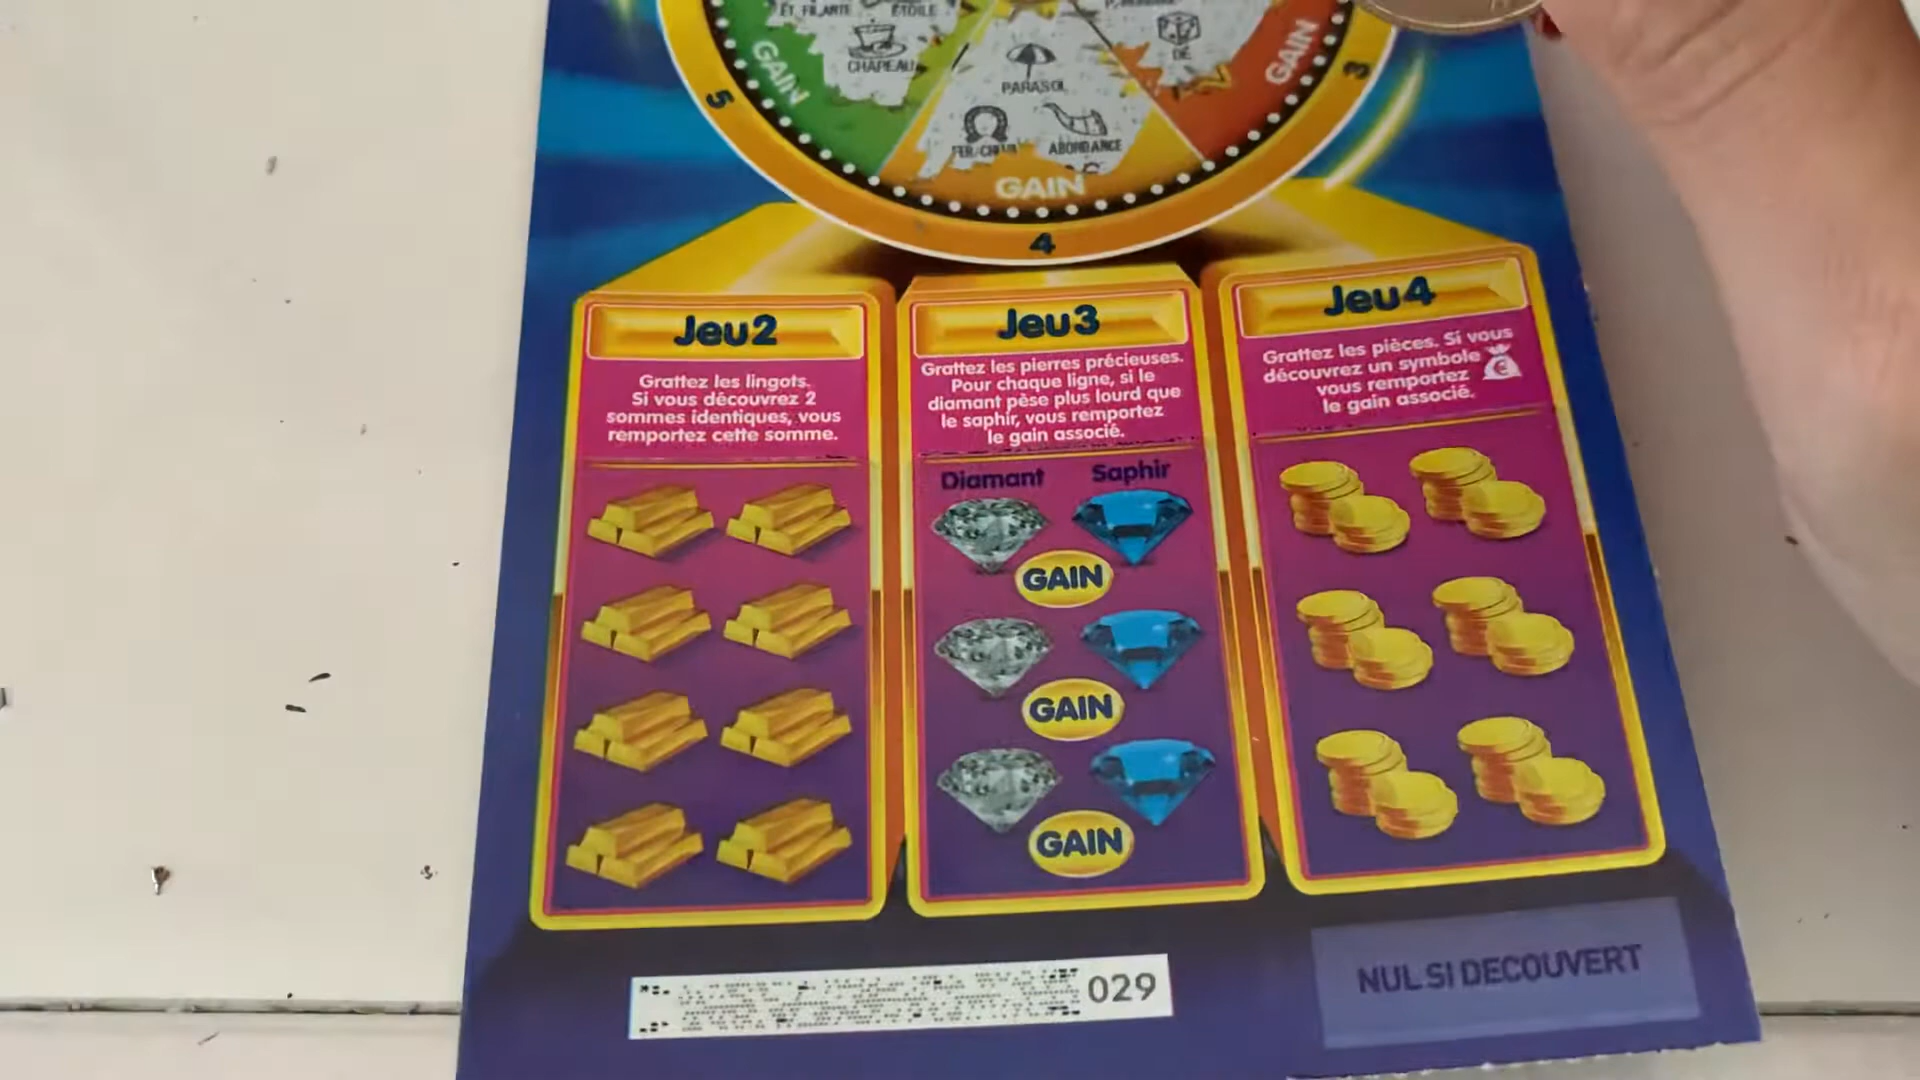 ÉTOILE
CHAPEAU
DÉ
PARASOL
FER/CHEVAL
ABONDANCE
GAIN
GAIN
GAIN
5
3
4
Jeu2
Grattez les lingots.
Si vous découvrez 2
sommes identiques, vous
remportez cette somme.
Jeu3
Grattez les pierres précieuses.
Pour chaque ligne, si le
diamant pèse plus lourd que
le saphir, vous remportez
le gain associé.
Diamant Saphir
GAIN
GAIN
GAIN
Jeu4
Grattez les pièces. Si vous
découvrez un symbole
vous remportez
le gain associé.
029
NUL SI DECOUVERT